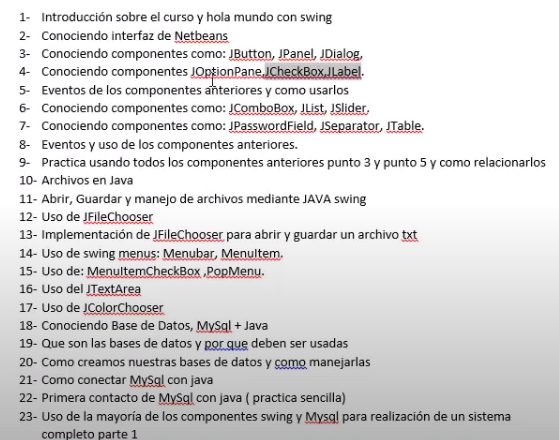 1- Introducción sobre el curso y hola mundo con swing
2- Conociendo interfaz de Netbeans
3- Conociendo componentes como: JButton, JPanel, JDialog,
4- Conociendo componentes JOptionPane,JCheckBox,JLabel.
5- Eventos de los componentes anteriores y como usarlos
6- Conociendo componentes como: JComboBox, JList, JSlider.
7- Conociendo componentes como: JPasswordField, JSeparator, JTable.
8- Eventos y uso de los componentes anteriores.
9- Practica usando todos los componentes anteriores punto 3 y punto 5 y como relacionarlos
10- Archivos en Java
11- Abrir, Guardar y manejo de archivos mediante JAVA swing
12- Uso de JFileChooser
13- Implementación de JFileChooser para abrir y guardar un archivo txt
14- Uso de swing menus: Menubar, MenuItem.
15- Uso de: MenuItemCheckBox ,PopMenu.
16- Uso del JTextArea
17- Uso de JColorChooser
18- Conociendo Base de Datos, MySql + Java
19- Que son las bases de datos y por que deben ser usadas
20- Como creamos nuestras bases de datos y como manejarlas
21- Como conectar MySql con java
22- Primera contacto de MySql con java ( practica sencilla)
23- Uso de la mayoría de los componentes swing y Mysql para realización de un sistema
completo parte 1